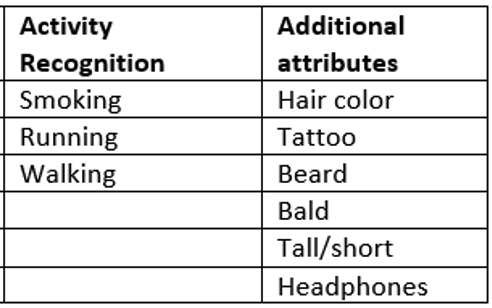 Activity Recognition Additional attributes
Smoking Hair color
Running Tattoo
Walking Beard
Bald
Tall/short
Headphones